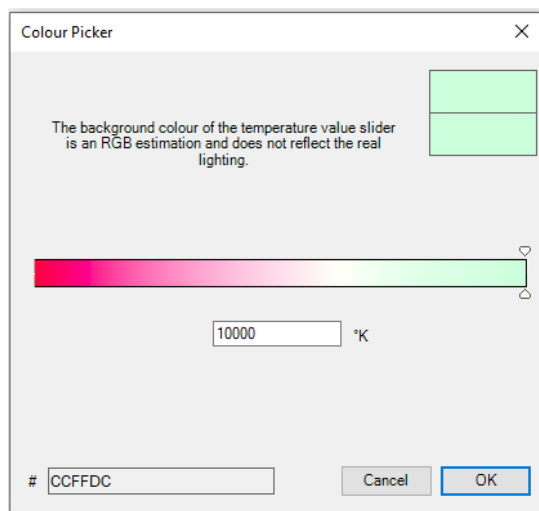 Colour Picker
The background colour of the temperature value slider
is an RGB estimation and does not reflect the real
lighting.
10000 °K
# CCFFDC
Cancel OK